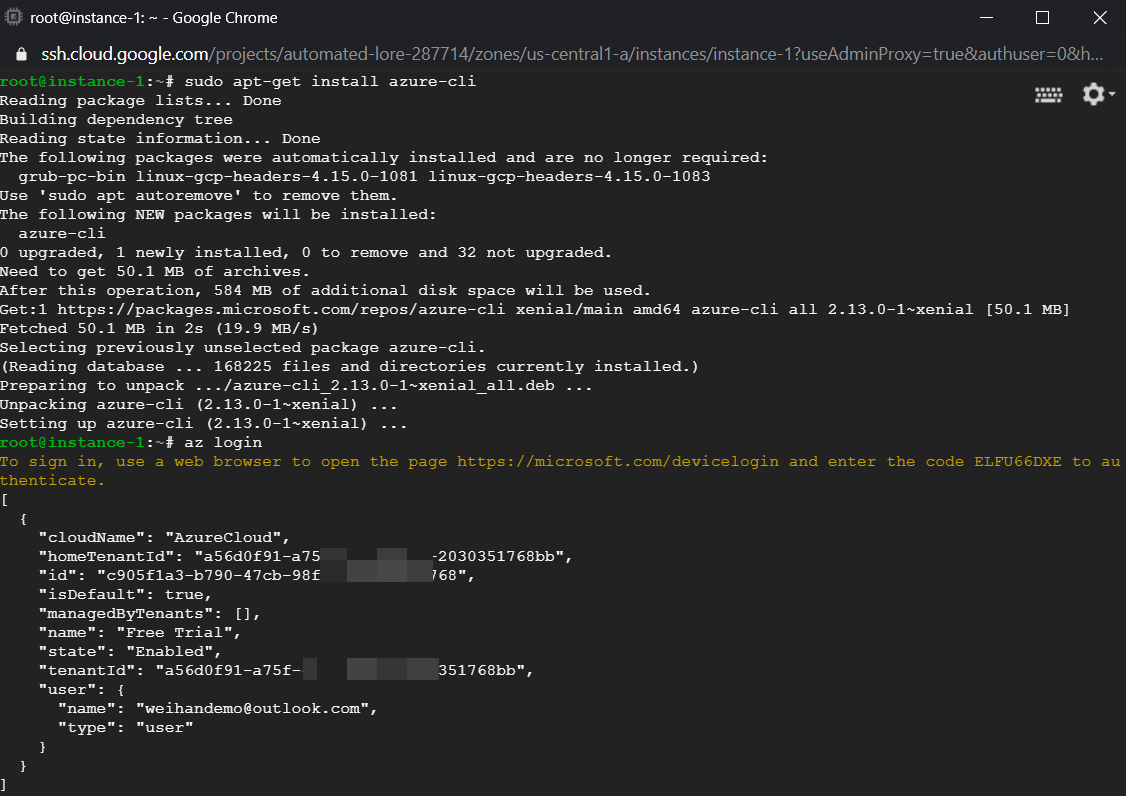 root@instance-1: ~ - Google Chrome
ssh.cloud.google.com/projects/automated-lore-287714/zones/us-central1-a/instances/instance-1?useAdminProxy=true&authuser=0&h...
root@instance-1:~# sudo apt-get install azure-cli
Reading package lists... Done
Building dependency tree
Reading state information... Done
The following packages were automatically installed and are no longer required:
  grub-pc-bin linux-gcp-headers-4.15.0-1081 linux-gcp-headers-4.15.0-1083
Use 'sudo apt autoremove' to remove them.
The following NEW packages will be installed:
  azure-cli
0 upgraded, 1 newly installed, 0 to remove and 32 not upgraded.
Need to get 50.1 MB of archives.
After this operation, 584 MB of additional disk space will be used.
Get:1 https://packages.microsoft.com/repos/azure-cli xenial/main amd64 azure-cli all 2.13.0-1~xenial [50.1 MB]
Fetched 50.1 MB in 2s (19.9 MB/s)
Selecting previously unselected package azure-cli.
(Reading database ... 168225 files and directories currently installed.)
Preparing to unpack .../azure-cli_2.13.0-1~xenial_all.deb ...
Unpacking azure-cli (2.13.0-1~xenial) ...
Setting up azure-cli (2.13.0-1~xenial) ...
root@instance-1:~# az login
To sign in, use a web browser to open the page https://microsoft.com/devicelogin and enter the code ELFU66DXE to au
thenticate.
[
  {
    "cloudName": "AzureCloud",
    "homeTenantId": "a56d0f91-a75 -2030351768bb",
    "id": "c905f1a3-b790-47cb-98f 768",
    "isDefault": true,
    "managedByTenants": [],
    "name": "Free Trial",
    "state": "Enabled",
    "tenantId": "a56d0f91-a75f- 351768bb",
    "user": {
      "name": "weihandemo@outlook.com",
      "type": "user"
    }
  }
]